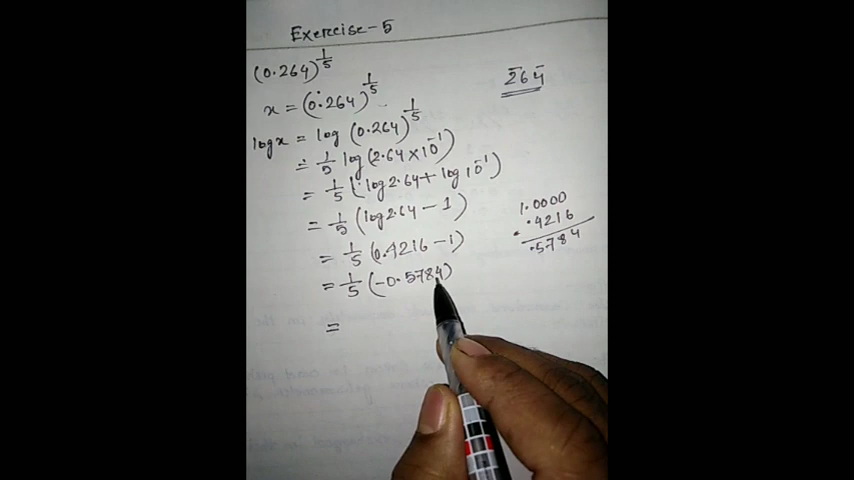 Exercise-5
(0.264)^1/5
x = (0.264)^1/5
2̅64̅
log x = log (0.264)^1/5
= 1/5 log (2.64 × 10^-1)
= 1/5 (log 2.64 + log 10^-1)
= 1/5 (log 2.64 - 1)
1.0000
.4216
.5784
= 1/5 (0.4216 - 1)
= 1/5 (-0.5784)
=